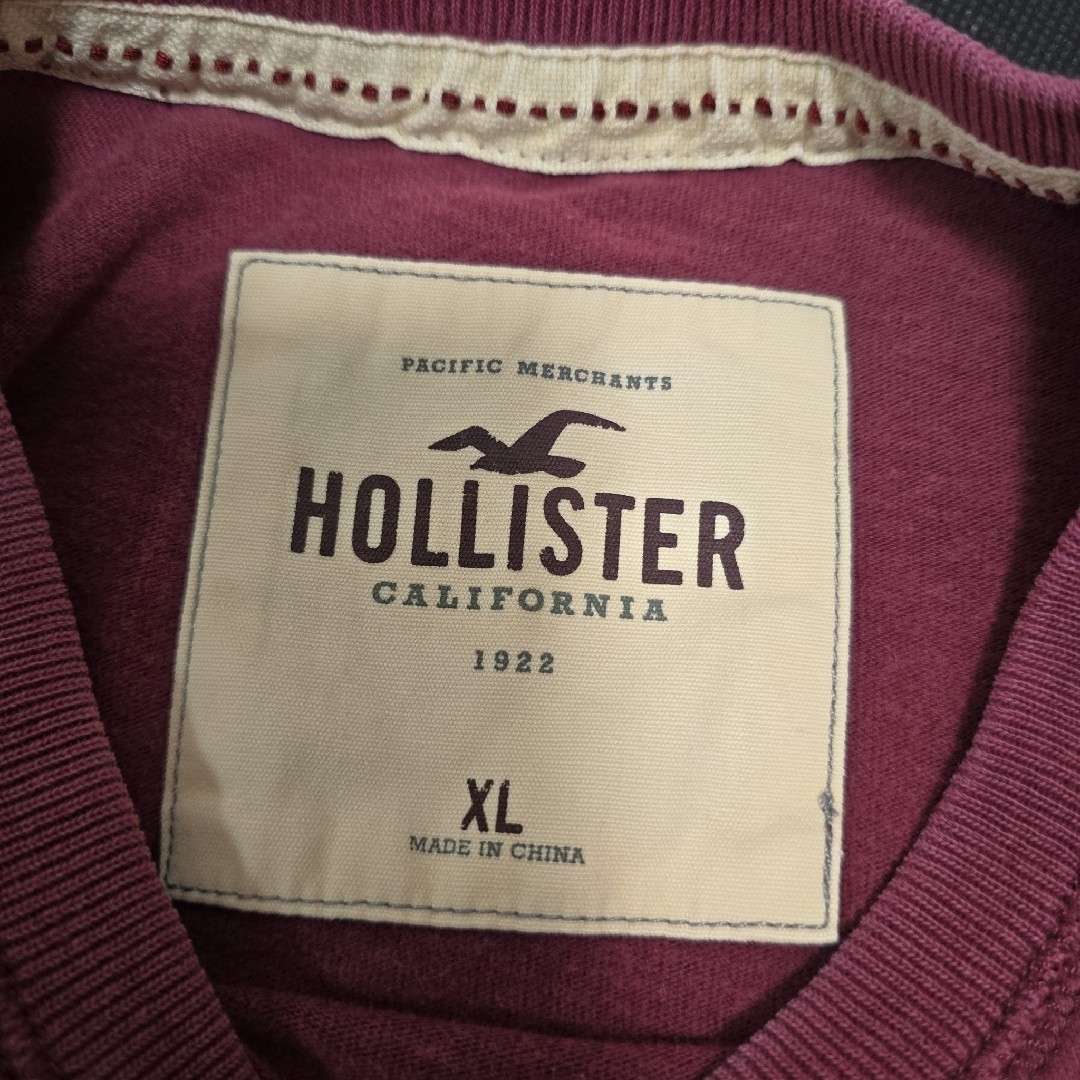 PACIFIC MERCHANTS
HOLLISTER
CALIFORNIA
1922
XL
MADE IN CHINA